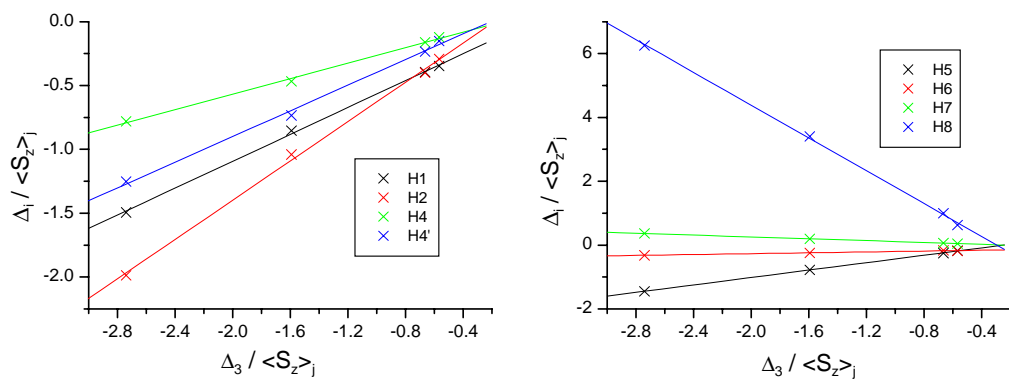 0.0
-0.5
-1.0
-1.5
-2.0
Δi / <Sz>j
H1
H2
H4
H4'
-2.8 -2.4 -2.0 -1.6 -1.2 -0.8 -0.4
Δ3 / <Sz>j
6
4
2
0
-2
Δi / <Sz>j
H5
H6
H7
H8
-2.8 -2.4 -2.0 -1.6 -1.2 -0.8 -0.4
Δ3 / <Sz>j